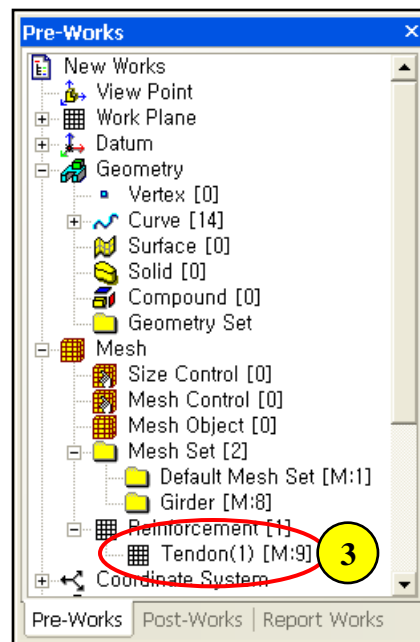 Pre-Works
New Works
View Point
Work Plane
Datum
Geometry
Vertex [0]
Curve [14]
Surface [0]
Solid [0]
Compound [0]
Geometry Set
Mesh
Size Control [0]
Mesh Control [0]
Mesh Object [0]
Mesh Set [2]
Default Mesh Set [M:1]
Girder [M:8]
Reinforcement [1]
Tendon(1) [M:9]
3
Coordinate System
Pre-Works Post-Works Report Works